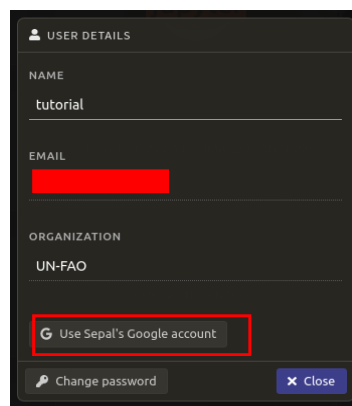 USER DETAILS
NAME
tutorial
EMAIL
ORGANIZATION
UN-FAO
G Use Sepal's Google account
Change password
Close